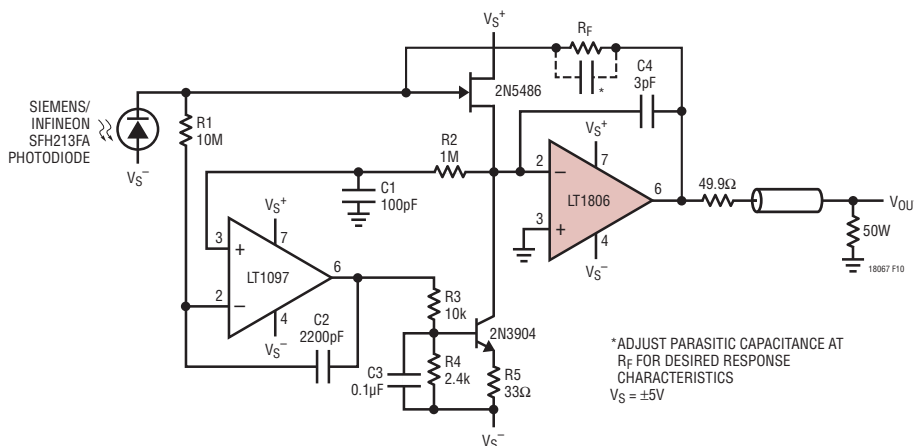 VS+
RF
*
C4
3pF
2N5486
SIEMENS/
INFINEON
SFH213FA
PHOTODIODE
VS−
R1
10M
R2
1M
C1
100pF
VS+
7
2
−
LT1806
6
3
+
4
VS−
49.9Ω
VOU
50W
18067 F10
VS+
7
3
+
LT1097
6
2
−
4
VS−
C2
2200pF
R3
10k
2N3904
C3
0.1µF
R4
2.4k
R5
33Ω
VS−
*ADJUST PARASITIC CAPACITANCE AT
RF FOR DESIRED RESPONSE
CHARACTERISTICS
VS = ±5V